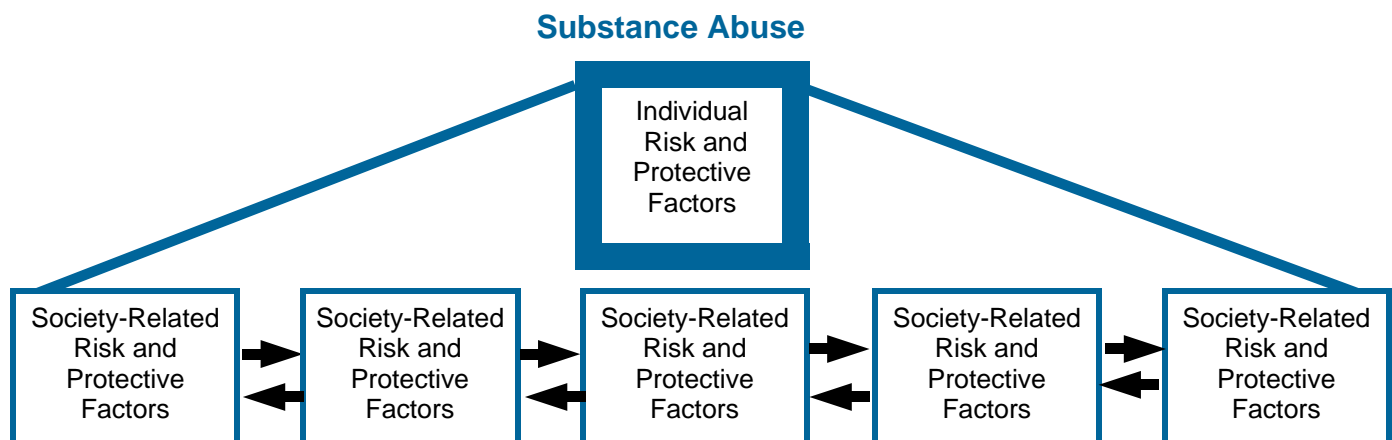 Substance Abuse
Individual
Risk and
Protective
Factors
Society-Related
Risk and
Protective
Factors
Society-Related
Risk and
Protective
Factors
Society-Related
Risk and
Protective
Factors
Society-Related
Risk and
Protective
Factors
Society-Related
Risk and
Protective
Factors